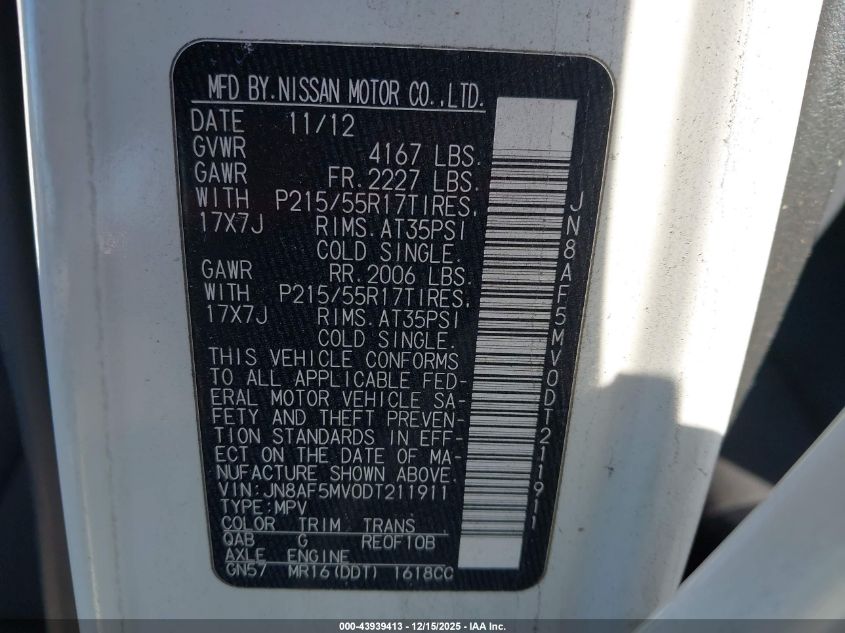 MFD BY.NISSAN MOTOR CO.,LTD.
DATE 11/12
GVWR 4167 LBS.
GAWR FR.2227 LBS.
WITH P215/55R17TIRES,
17X7J RIMS.AT35PSI
COLD SINGLE.
GAWR RR.2006 LBS.
WITH P215/55R17TIRES,
17X7J RIMS.AT35PSI
COLD SINGLE.
THIS VEHICLE CONFORMS
TO ALL APPLICABLE FED-
ERAL MOTOR VEHICLE SA-
FETY AND THEFT PREVEN-
TION STANDARDS IN EFF-
ECT ON THE DATE OF MA-
NUFACTURE SHOWN ABOVE.
VIN:JN8AF5MV0DT211911
TYPE:MPV
COLOR TRIM TRANS
QAB G RE0F10B
AXLE ENGINE
GN57 MR16(DDT) 1618CC
JN8AF5MV0DT211911
000-43939413 - 12/15/2025 - IAA Inc.